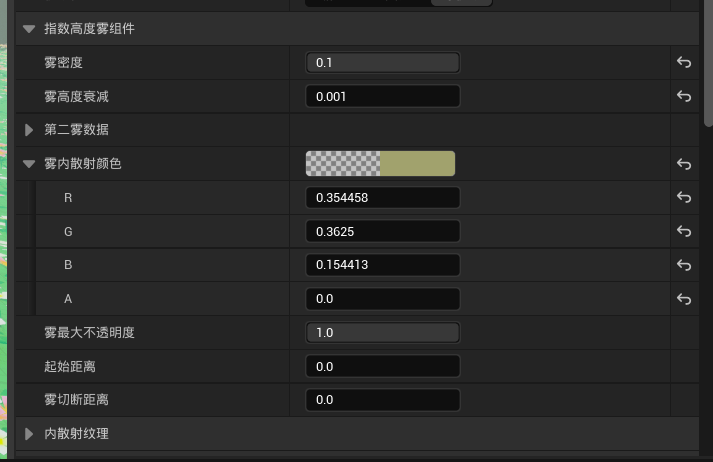 指数高度雾组件
雾密度 0.1
雾高度衰减 0.001
第二雾数据
雾内散射颜色
R 0.354458
G 0.3625
B 0.154413
A 0.0
雾最大不透明度 1.0
起始距离 0.0
雾切断距离 0.0
内散射纹理